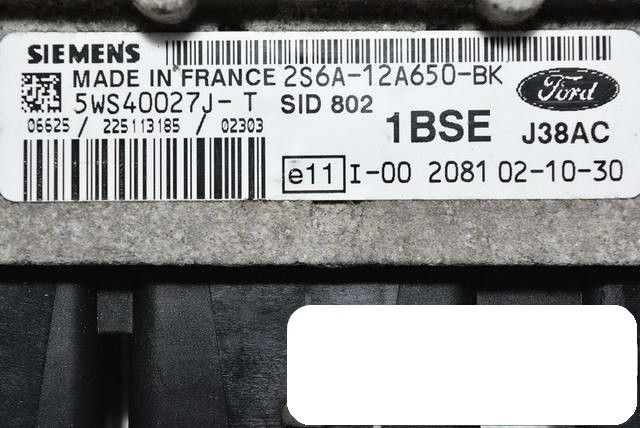 SIEMENS
MADE IN FRANCE 2S6A-12A650-BK
5WS40027J-T SID 802
Ford
06625 / 225113185 / 02303
1BSE J38AC
e11 I-00 2081 02-10-30